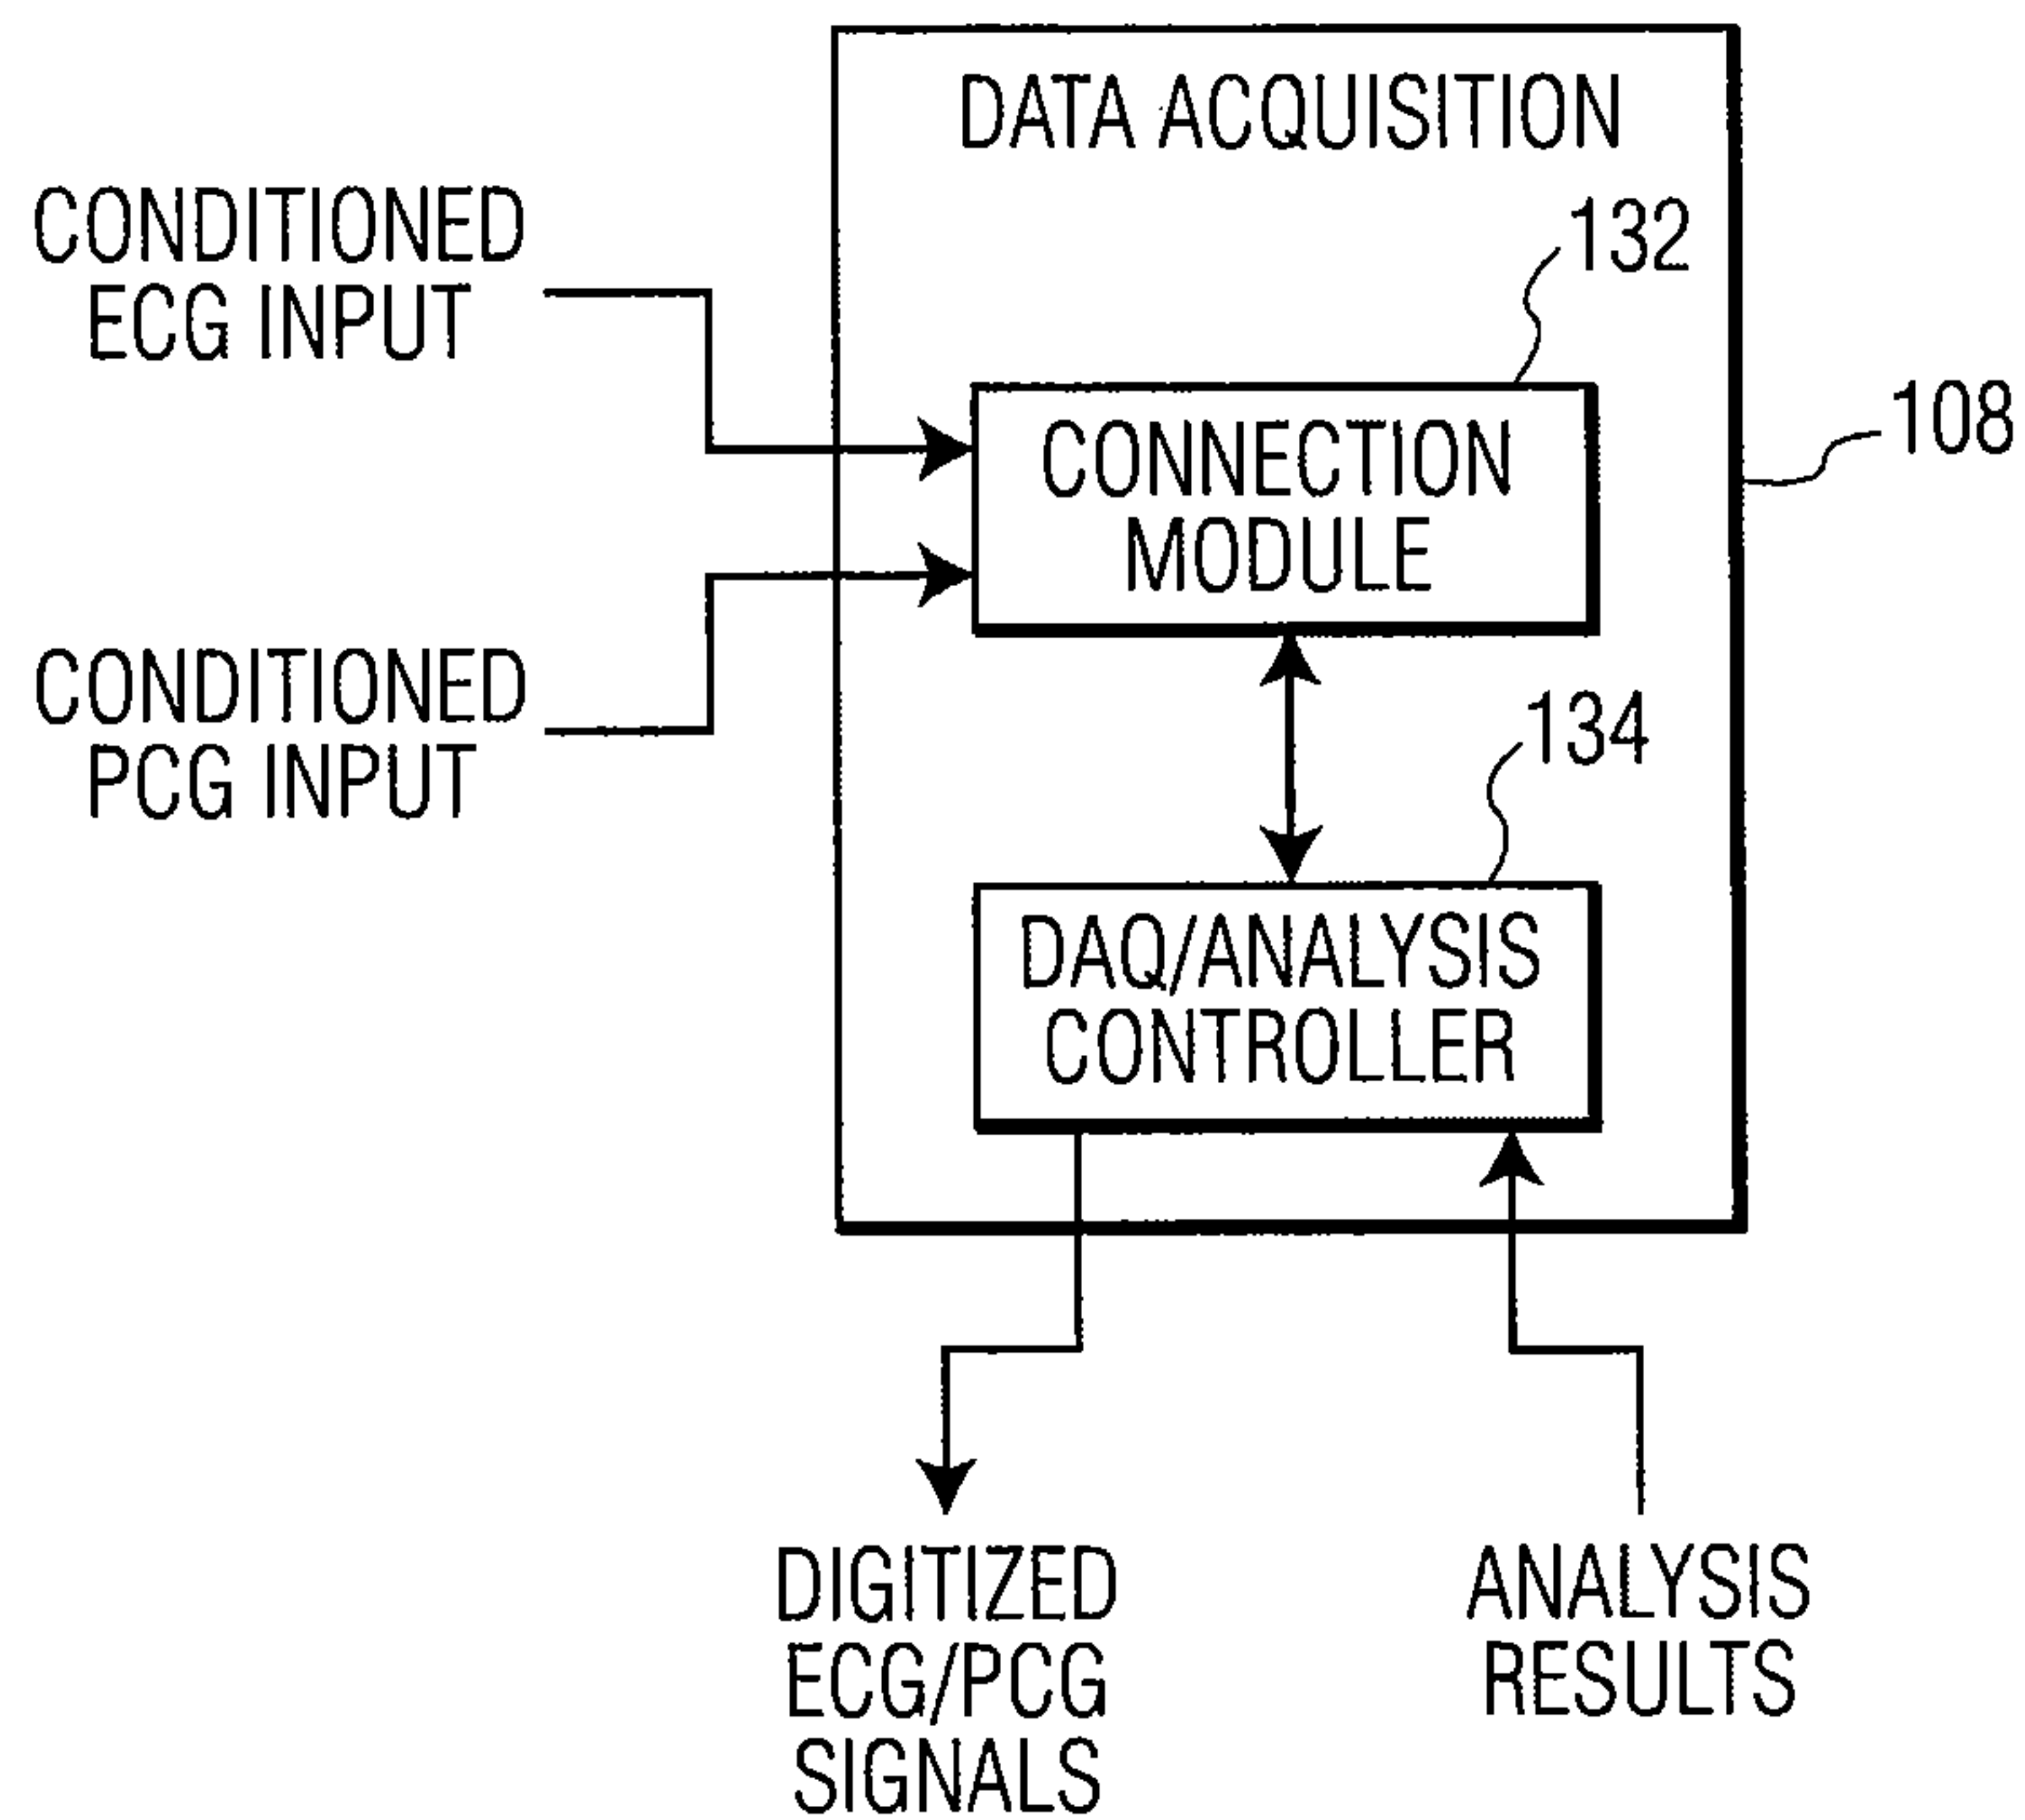 DATA ACQUISITION
CONDITIONED
ECG INPUT
132
108
CONNECTION
MODULE
CONDITIONED
PCG INPUT
134
DAQ/ANALYSIS
CONTROLLER
DIGITIZED
ECG/PCG
SIGNALS
ANALYSIS
RESULTS